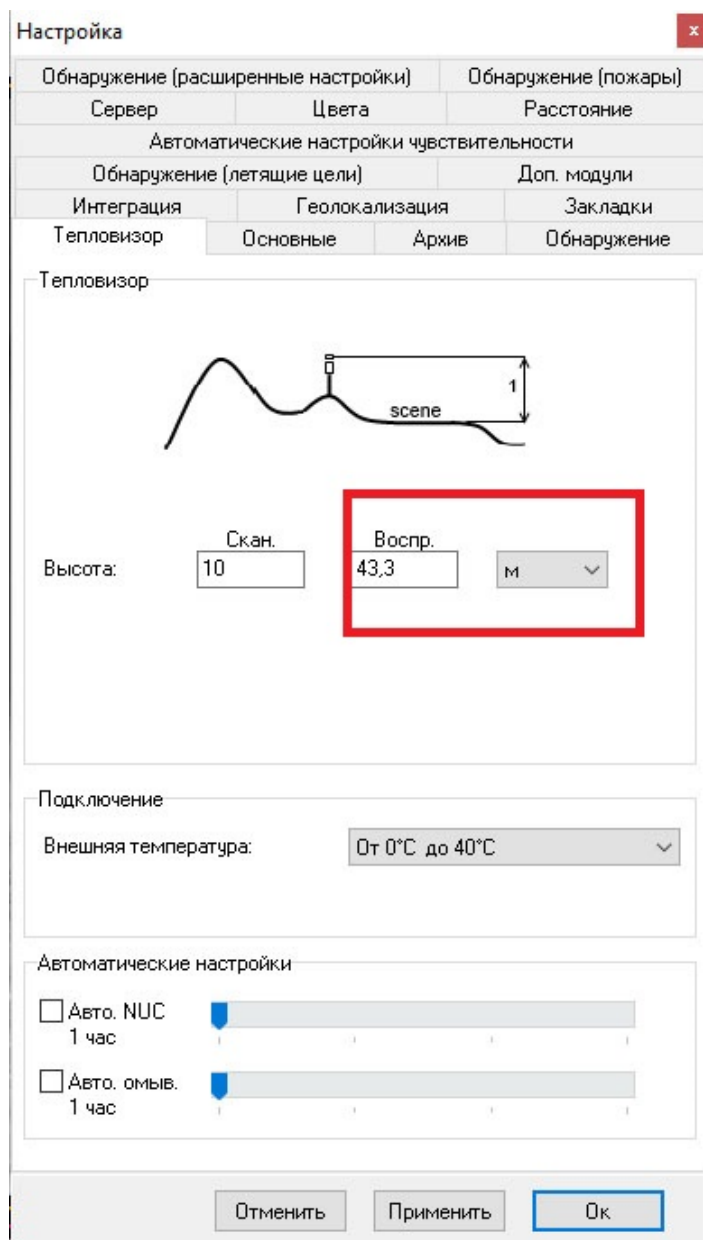 Настройка
x
Обнаружение (расширенные настройки) Обнаружение (пожары)
Сервер Цвета Расстояние
Автоматические настройки чувствительности
Обнаружение (летящие цели) Доп. модули
Интеграция Геолокализация Закладки
Тепловизор Основные Архив Обнаружение
Тепловизор
1
scene
Скан. Воспр.
Высота: 10 43,3 м
Подключение
Внешняя температура: От 0°C до 40°C
Автоматические настройки
Авто. NUC
1 час
Авто. омыв.
1 час
Отменить Применить Ок